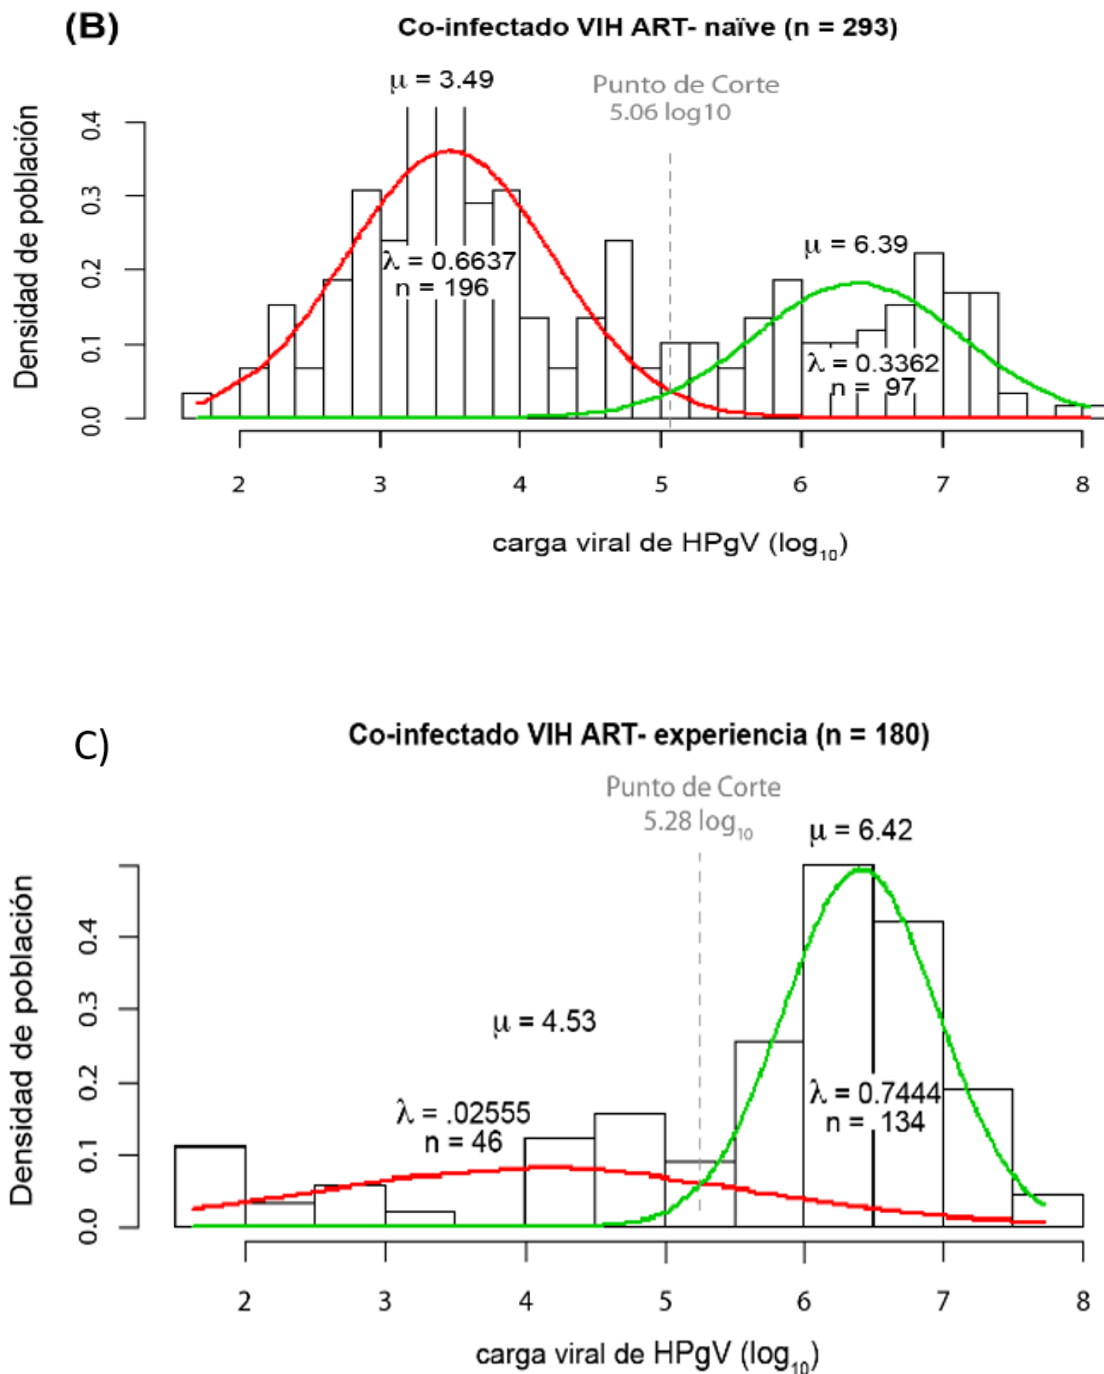 (B)
Co-infectado VIH ART- naïve (n = 293)
μ = 3.49
Punto de Corte
5.06 log10
Densidad de población
0.4
0.3
0.2
0.1
0.0
λ = 0.6637
n = 196
μ = 6.39
λ = 0.3362
n = 97
2 3 4 5 6 7 8
carga viral de HPgV (log₁₀)
C)
Co-infectado VIH ART- experiencia (n = 180)
Punto de Corte
5.28 log₁₀
μ = 6.42
Densidad de población
0.4
0.3
0.2
0.1
0.0
μ = 4.53
λ = .02555
n = 46
λ = 0.7444
n = 134
2 3 4 5 6 7 8
carga viral de HPgV (log₁₀)